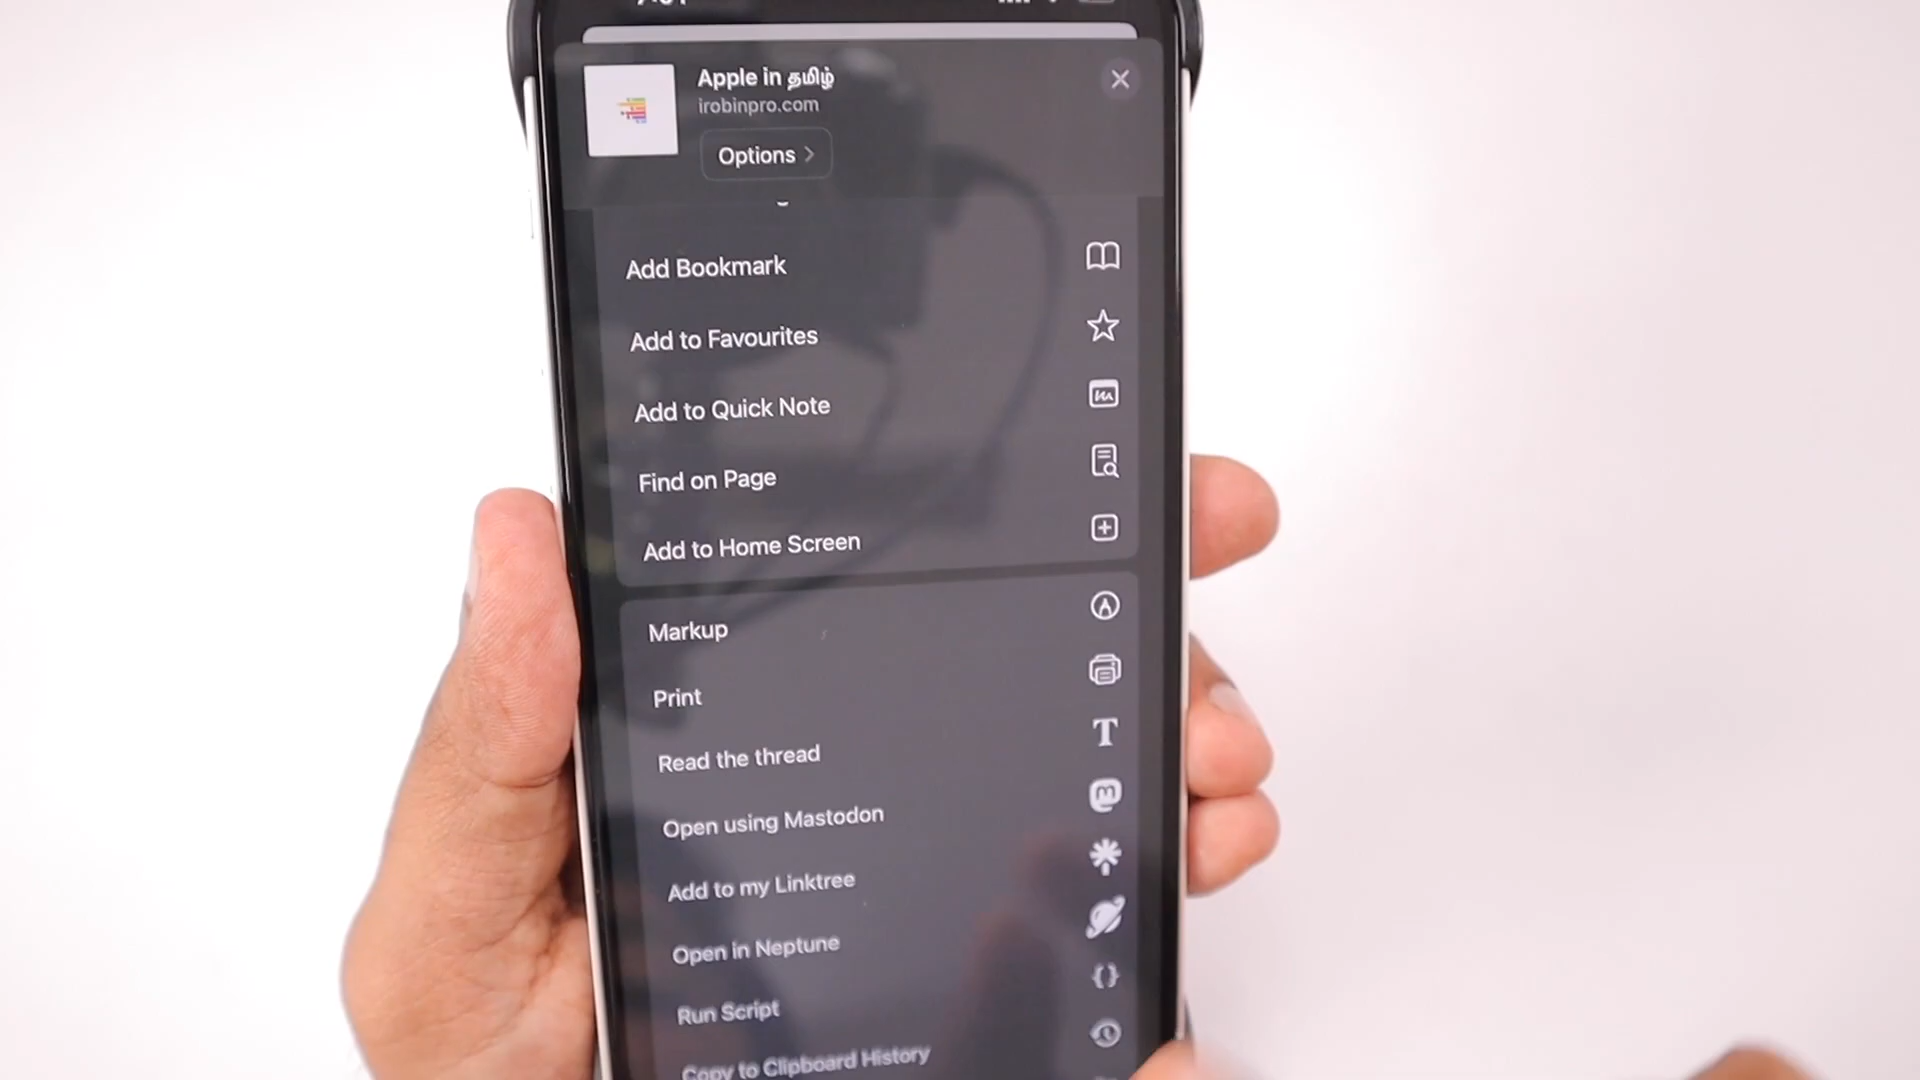 Apple in தமிழ்
irobinpro.com
Options
Add Bookmark
Add to Favourites
Add to Quick Note
Find on Page
Add to Home Screen
Markup
Print
Read the thread
Open using Mastodon
Add to my Linktree
Open in Neptune
Run Script
Copy to Clipboard History